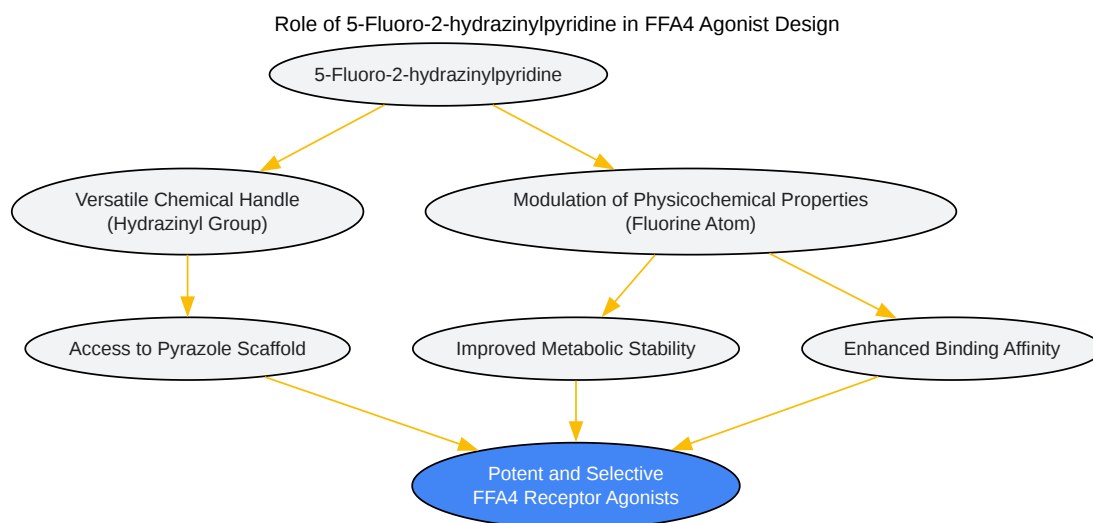 Role of 5-Fluoro-2-hydrazinylpyridine in FFA4 Agonist Design
5-Fluoro-2-hydrazinylpyridine
Versatile Chemical Handle
(Hydrazinyl Group)
Modulation of Physicochemical Properties
(Fluorine Atom)
Access to Pyrazole Scaffold
Improved Metabolic Stability
Enhanced Binding Affinity
Potent and Selective
FFA4 Receptor Agonists